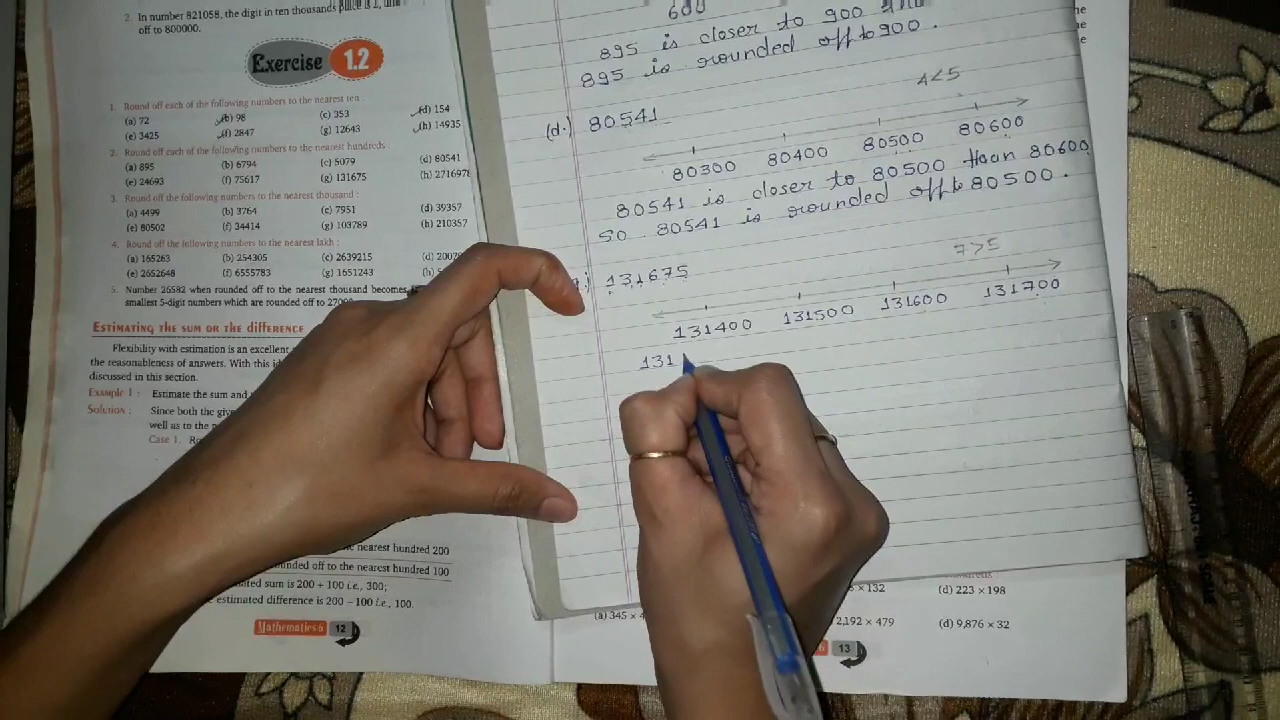 2. In number 821058, the digit in ten thousands place is
off to 800000.
Exercise 1.2
1. Round off each of the following numbers to the nearest ten :
(a) 72 (b) 98 (c) 353 (d) 154
(e) 3425 (f) 2847 (g) 12643 (h) 14935
2. Round off each of the following numbers to the nearest hundreds :
(a) 895 (b) 6794 (c) 5079 (d) 80541
(e) 24693 (f) 75617 (g) 131675 (h) 271697
3. Round off the following numbers to the nearest thousand :
(a) 4499 (b) 3764 (c) 7951 (d) 39357
(e) 80502 (f) 34414 (g) 103789 (h) 210357
4. Round off the following numbers to the nearest lakh :
(a) 165263 (b) 254305 (c) 2639215 (d)
(e) 2652648 (f) 6555783 (g) 1651243 (h)
5. Number 26582 when rounded off to the nearest thousand becomes
smallest 5-digit numbers which are rounded off to
ESTIMATING THE SUM OR THE DIFFERENCE
Flexibility with estimation is an excellent
the reasonableness of answers. With this
discussed in this section.
Example 1 : Estimate the sum and
Solution : Since both the
well as to the
Case 1.
nearest hundred 200
off to the nearest hundred 100
sum is 200 + 100 i.e., 300;
estimated difference is 200 – 100 i.e., 100.
Mathematics-6 12
600
895 is closer to 900
895 is rounded off to 900.
(d.) 80541 4<5
80300 80400 80500 80600
80541 is closer to 80500 than 80600
so 80541 is rounded off to 80500.
131675 7>5
131400 131500 131600 131700
131
(a) 345 × × 132 (d) 223 × 198
2,192 × 479 (d) 9,876 × 32
13